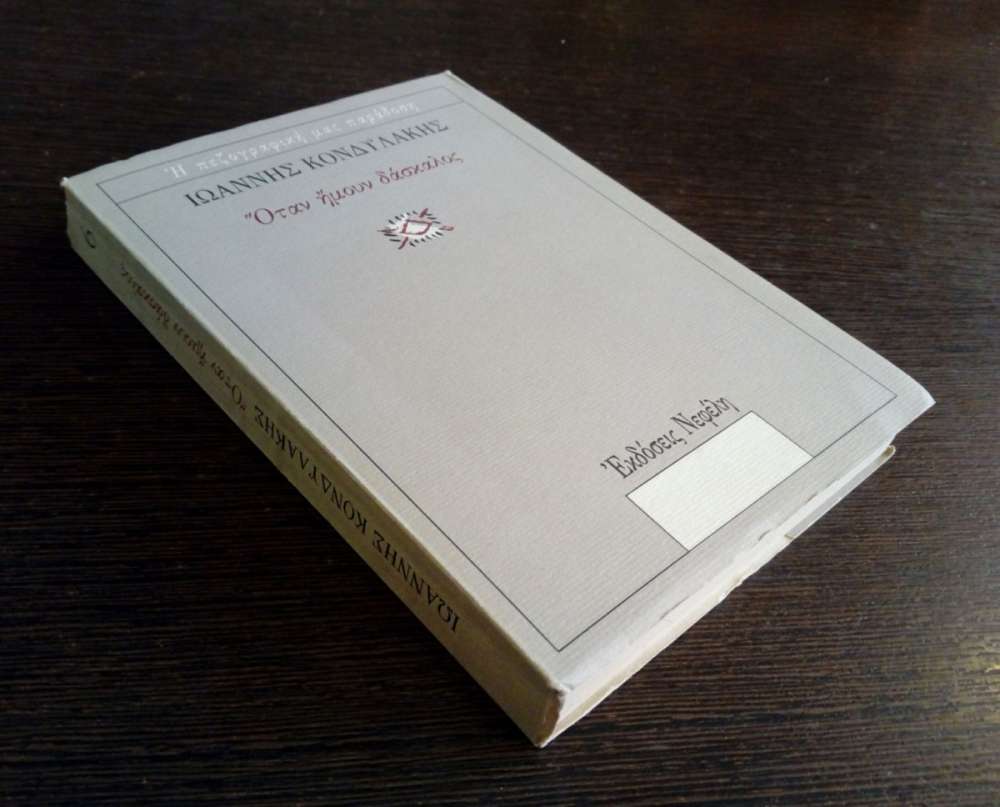 Ἡ πεζογραφική μας παράδοση
ΙΩΑΝΝΗΣ ΚΟΝΔΥΛΑΚΗΣ
Ὅταν ἤμουν δάσκαλος
Ἐκδόσεις Νεφέλη
ΙΩΑΝΝΗΣ ΚΟΝΔΥΛΑΚΗΣ Ὅταν ἤμουν δάσκαλος